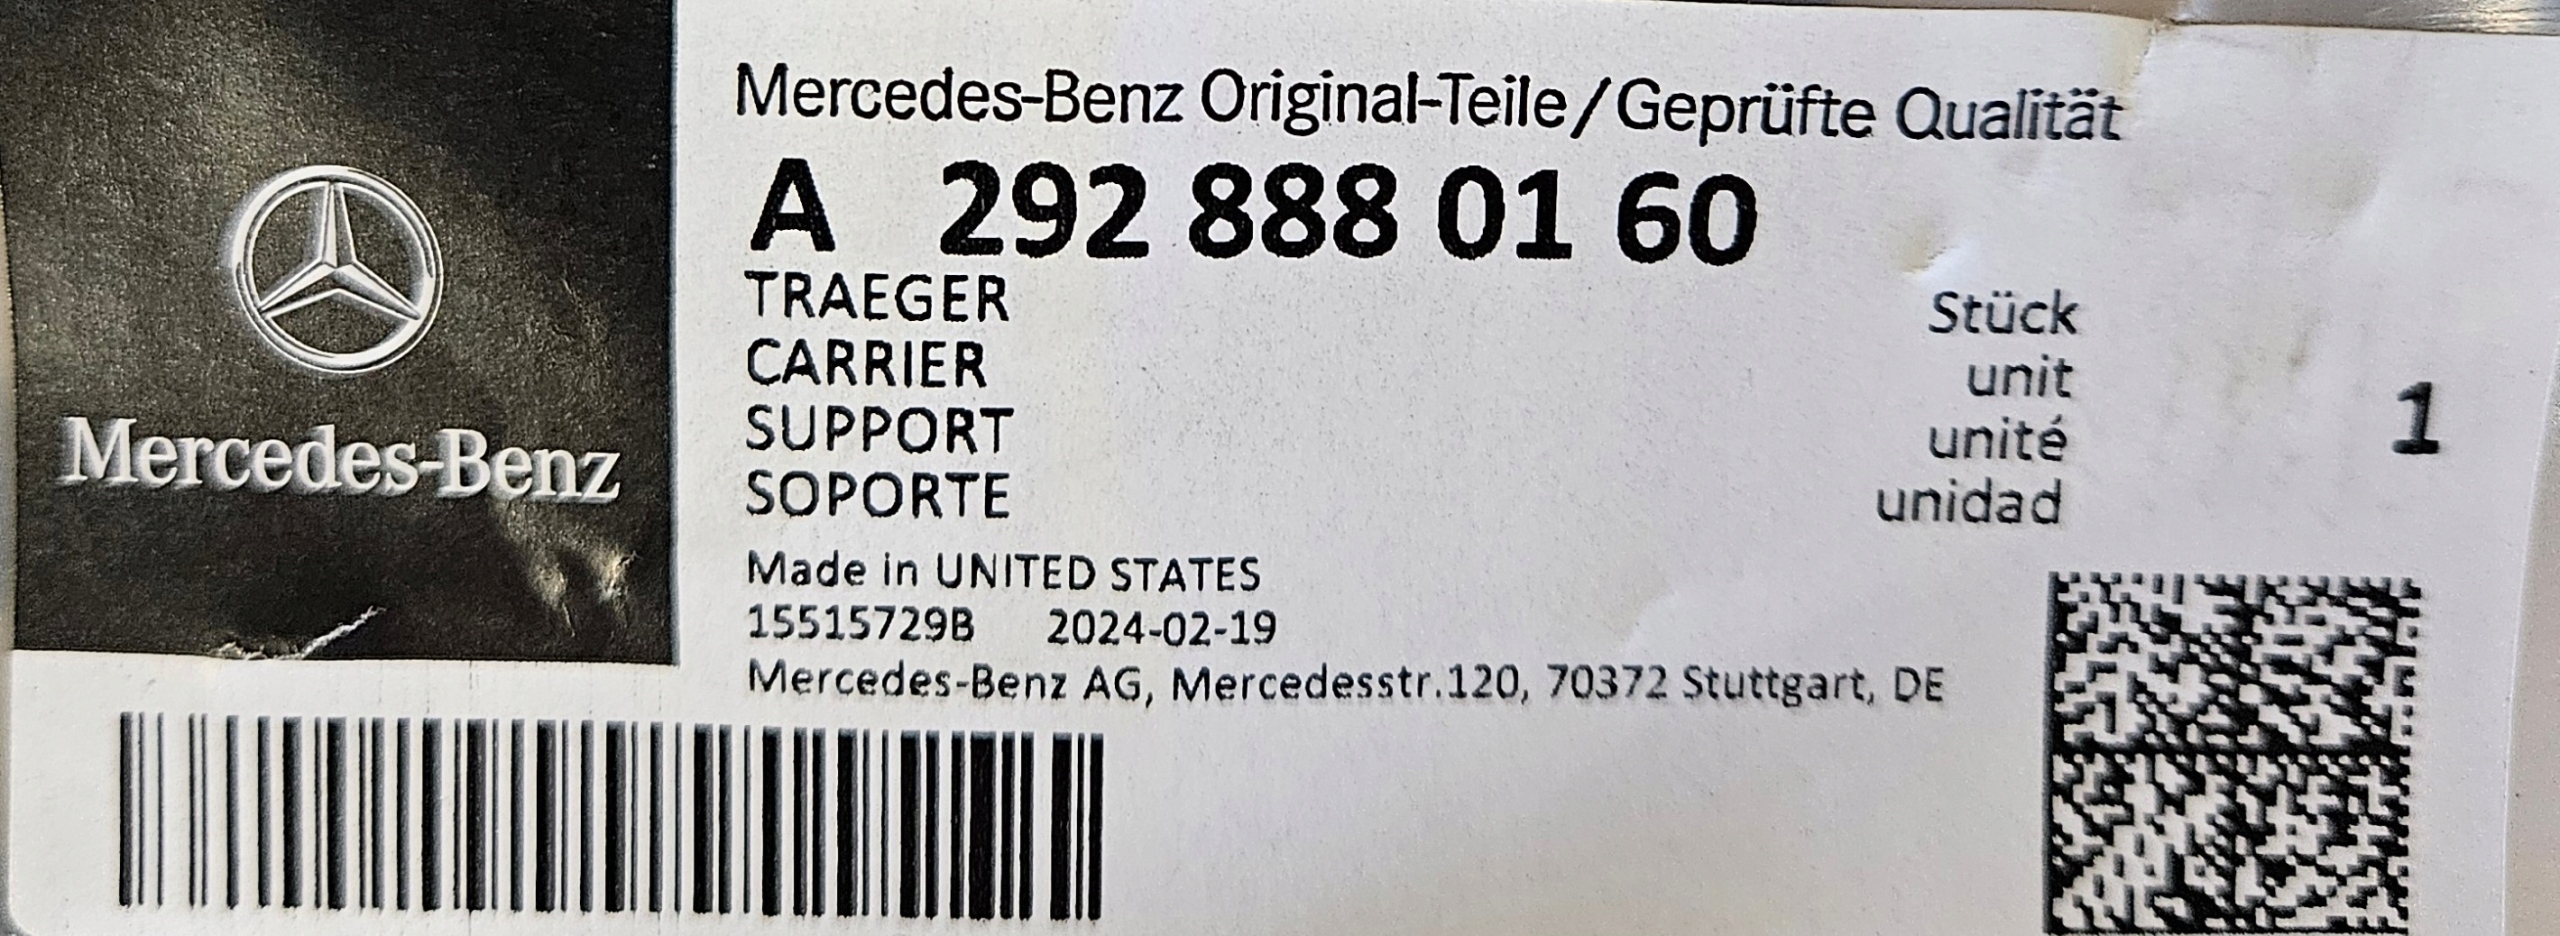 Mercedes-Benz
Mercedes-Benz Original-Teile/Geprüfte Qualität
A 292 888 01 60
TRAEGER
CARRIER
SUPPORT
SOPORTE
Stück
unit
unité
unidad
1
Made in UNITED STATES
15515729B 2024-02-19
Mercedes-Benz AG, Mercedesstr.120, 70372 Stuttgart, DE